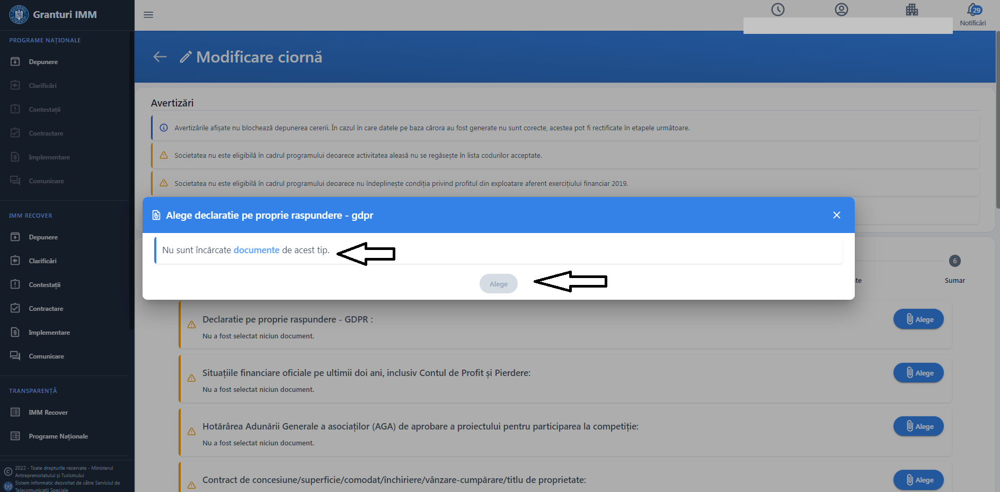 Granturi IMM
PROGRAME NAȚIONALE
Depunere
Clarificări
Contestații
Contractare
Implementare
Comunicare
IMM RECOVER
Depunere
Clarificări
Contestații
Contractare
Implementare
Comunicare
TRANSPARENȚĂ
IMM Recover
Programe Naționale
2022 - Toate drepturile rezervate - Ministerul
Antreprenoriatului și Turismului
Sistem informatic dezvoltat de către Serviciul de
Telecomunicații Speciale
29
Notificări
Modificare ciornă
Avertizări
Avertizările afișate nu blochează depunerea cererii. În cazul în care datele pe baza cărora au fost generate nu sunt corecte, acestea pot fi rectificate în etapele următoare.
Societatea nu este eligibilă în cadrul programului deoarece activitatea aleasă nu se regăsește în lista codurilor acceptate.
Societatea nu este eligibilă în cadrul programului deoarece nu îndeplinește condiția privind profitul din exploatare aferent exercițiului financiar 2019.
Alege declaratie pe proprie raspundere - gdpr
Nu sunt încărcate documente de acest tip.
Alege
6
te
Sumar
Declaratie pe proprie raspundere - GDPR :
Nu a fost selectat niciun document.
Alege
Situațiile financiare oficiale pe ultimii doi ani, inclusiv Contul de Profit și Pierdere:
Nu a fost selectat niciun document.
Alege
Hotărârea Adunării Generale a asociaților (AGA) de aprobare a proiectului pentru participarea la competiție:
Nu a fost selectat niciun document.
Alege
Contract de concesiune/superficie/comodat/închiriere/vânzare-cumpărare/titlu de proprietate:
Alege